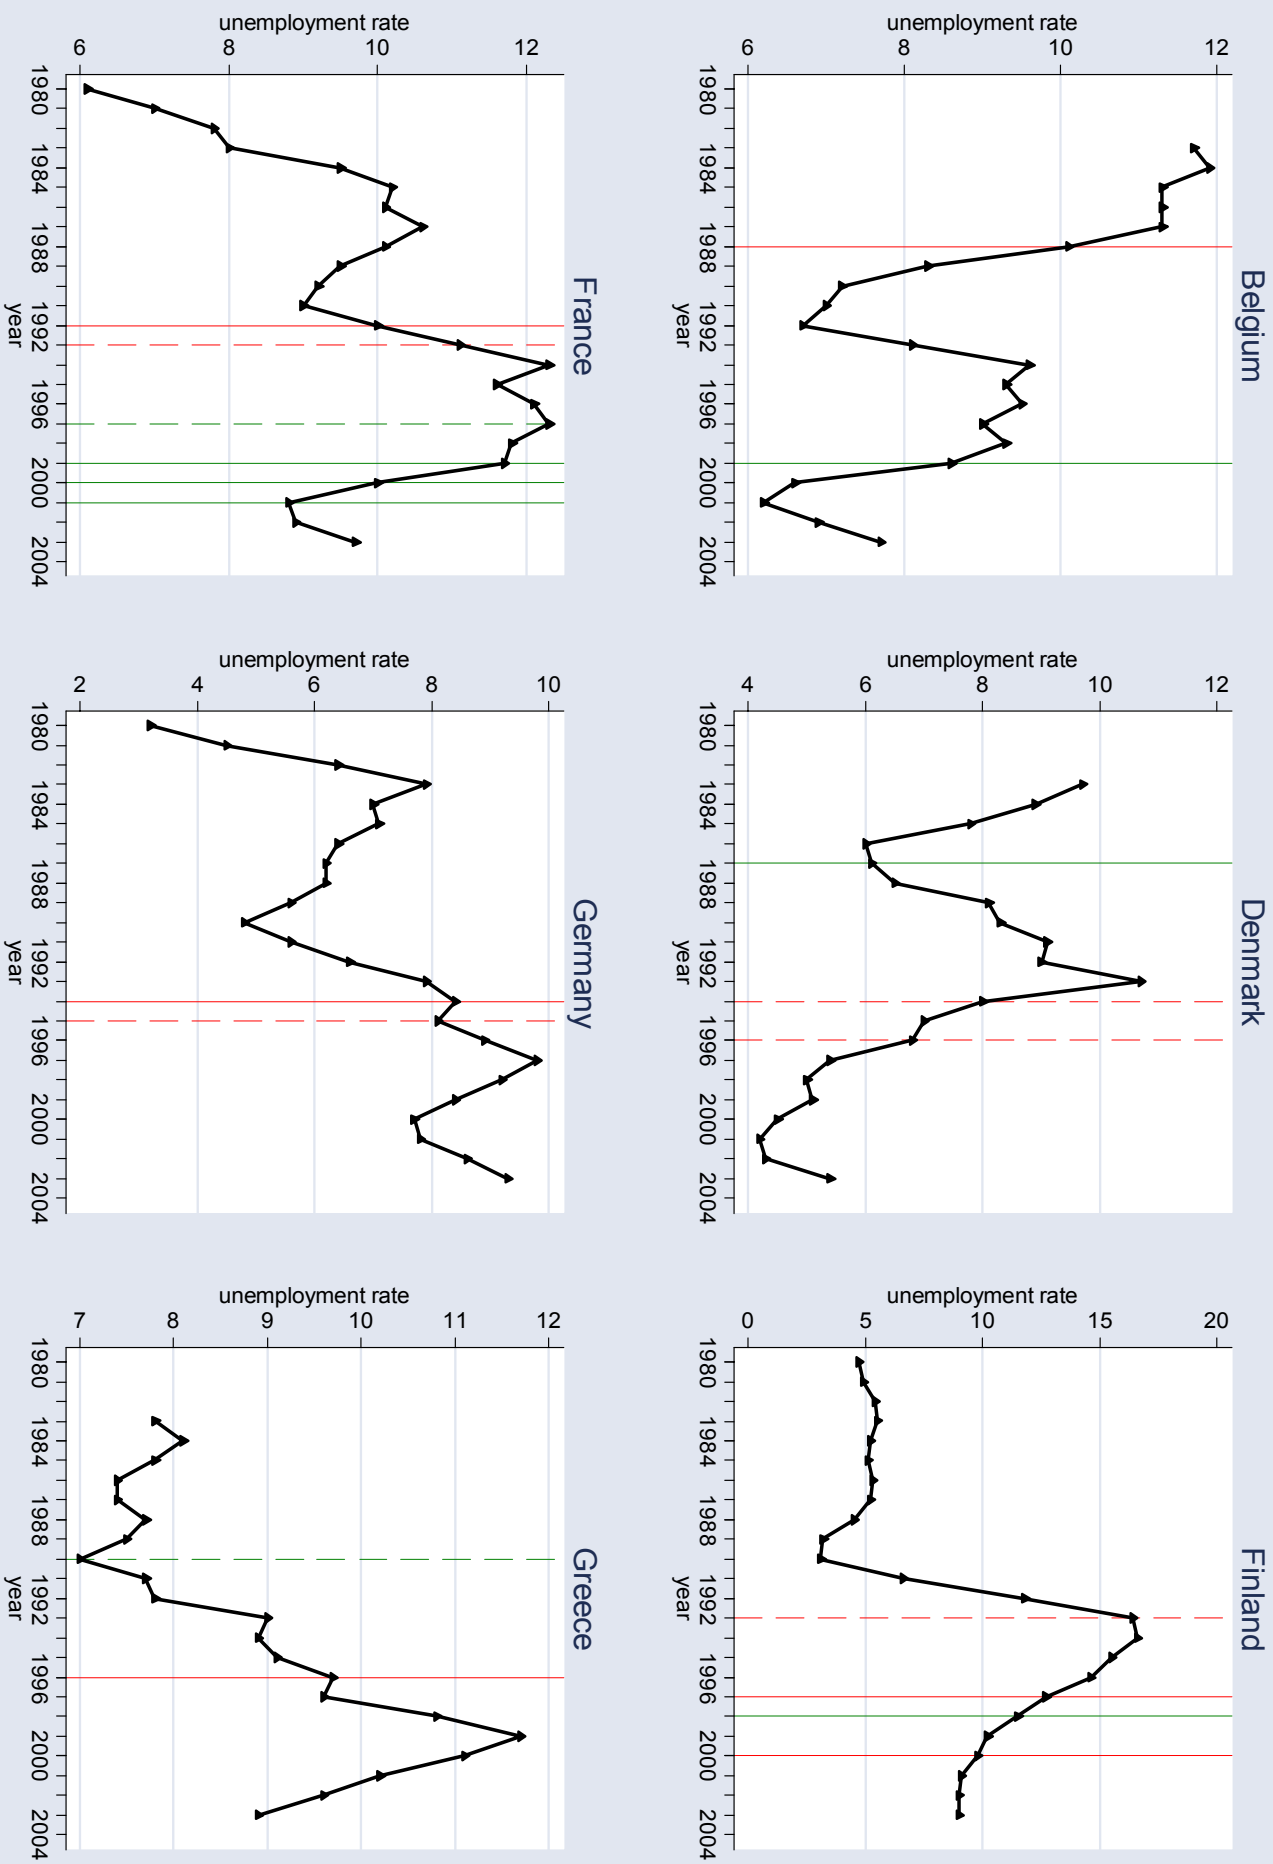 Belgium
unemployment rate
6 8 10 12
1980 1984 1988 1992 1996 2000 2004
year
Denmark
unemployment rate
4 6 8 10 12
1980 1984 1988 1992 1996 2000 2004
year
Finland
unemployment rate
0 5 10 15 20
1980 1984 1988 1992 1996 2000 2004
year
France
unemployment rate
6 8 10 12
1980 1984 1988 1992 1996 2000 2004
year
Germany
unemployment rate
2 4 6 8 10
1980 1984 1988 1992 1996 2000 2004
year
Greece
unemployment rate
7 8 9 10 11 12
1980 1984 1988 1992 1996 2000 2004
year